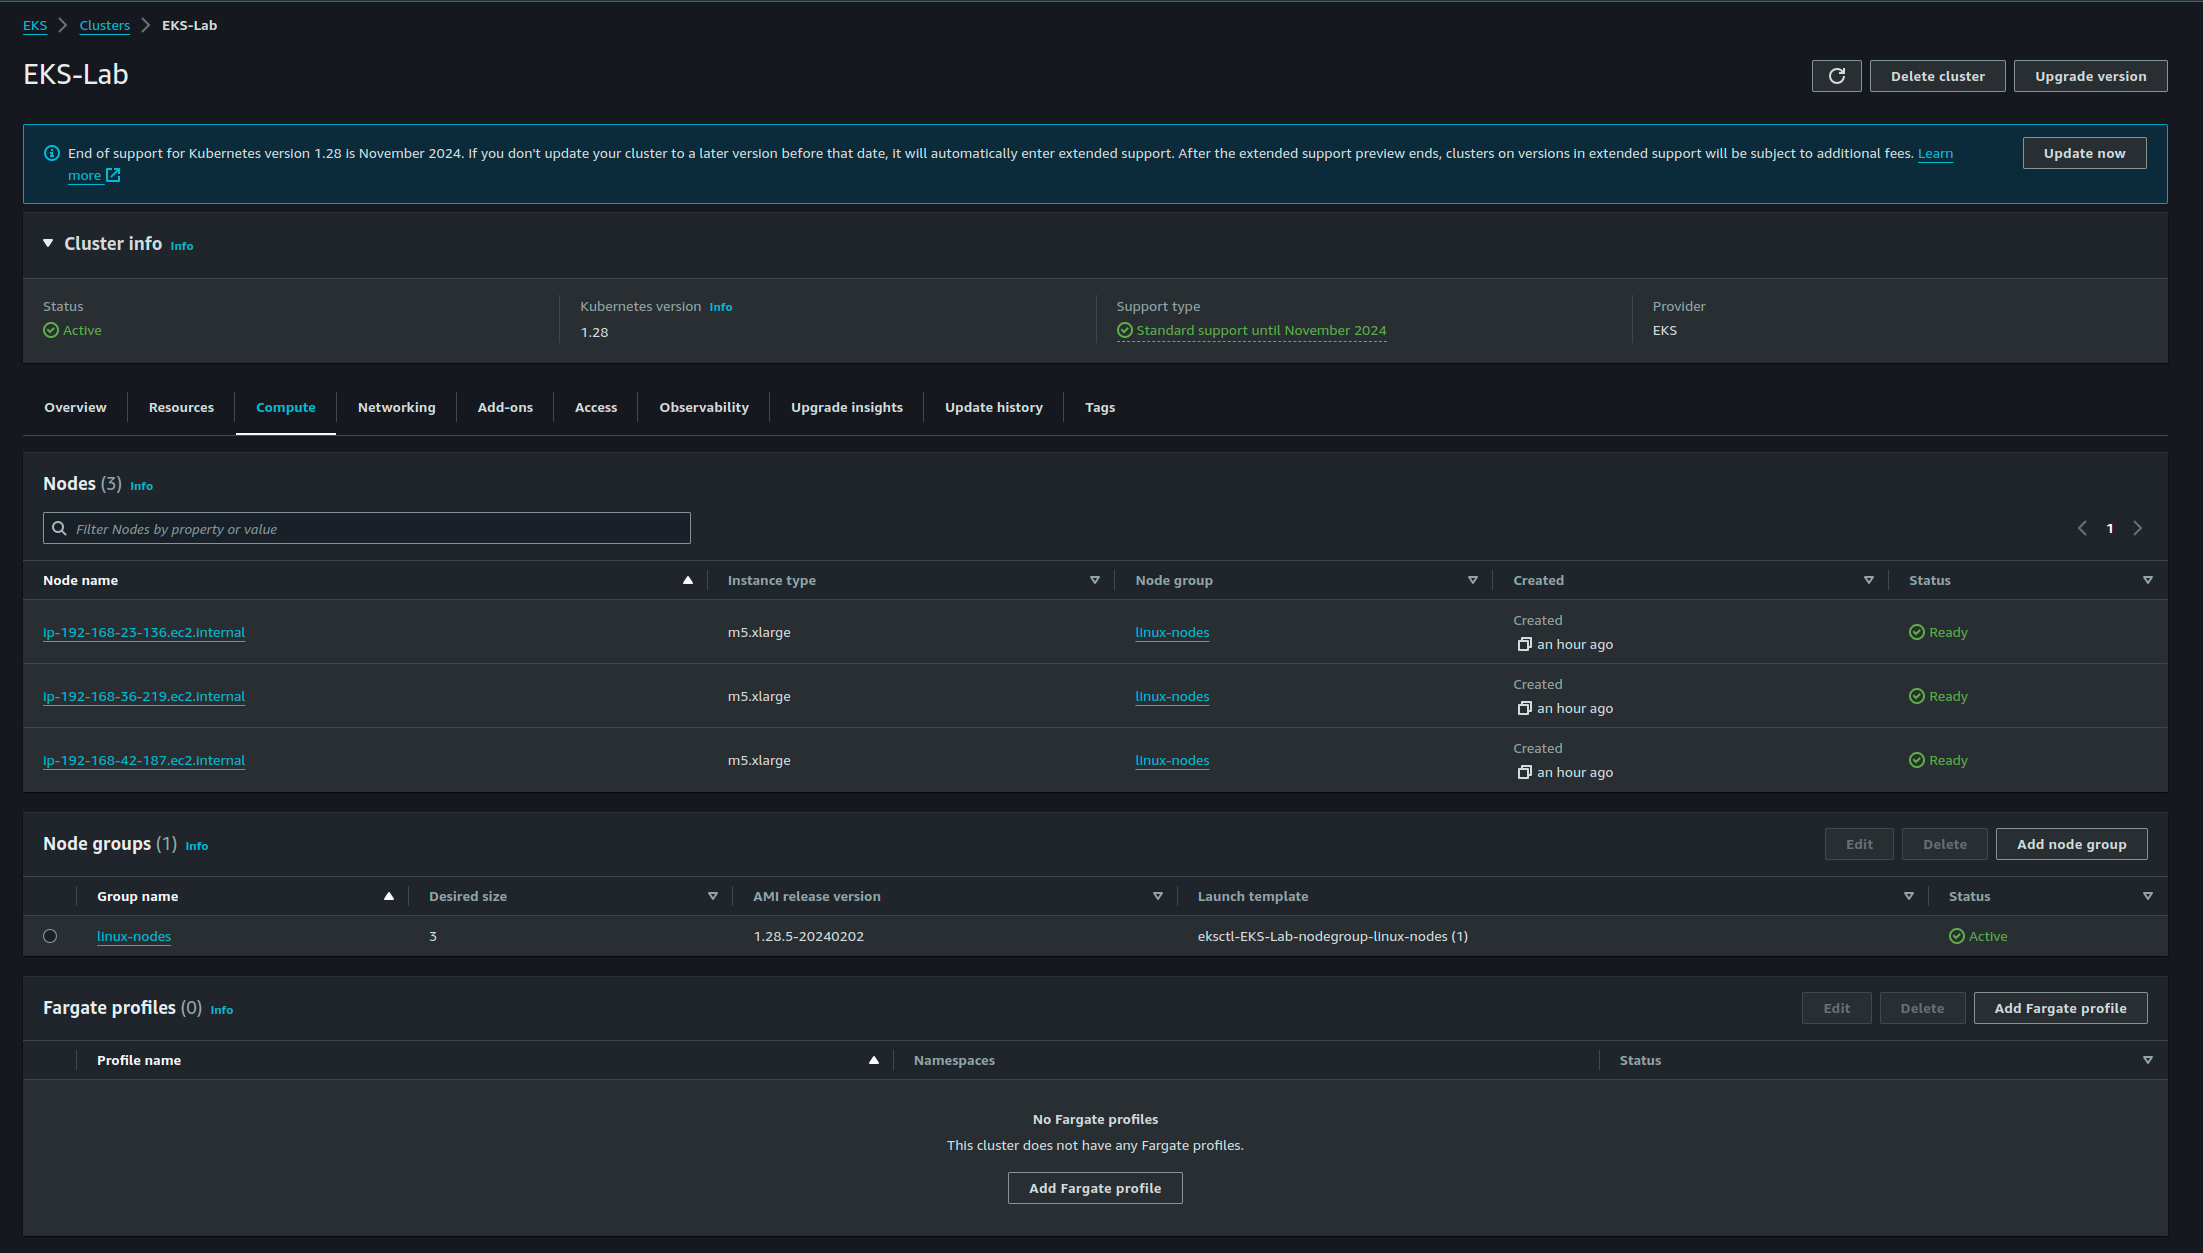 EKS > Clusters > EKS-Lab
EKS-Lab
Delete cluster
Upgrade version
End of support for Kubernetes version 1.28 is November 2024. If you don't update your cluster to a later version before that date, it will automatically enter extended support. After the extended support preview ends, clusters on versions in extended support will be subject to additional fees. Learn
more
Update now
Cluster info Info
Status
Active
Kubernetes version Info
1.28
Support type
Standard support until November 2024
Provider
EKS
Overview Resources Compute Networking Add-ons Access Observability Upgrade insights Update history Tags
Nodes (3) Info
Filter Nodes by property or value
1
Node name Instance type Node group Created Status
Created
ip-192-168-23-136.ec2.internal m5.xlarge linux-nodes an hour ago Ready
Created
ip-192-168-36-219.ec2.internal m5.xlarge linux-nodes an hour ago Ready
Created
ip-192-168-42-187.ec2.internal m5.xlarge linux-nodes an hour ago Ready
Node groups (1) Info
Edit Delete Add node group
Group name Desired size AMI release version Launch template Status
linux-nodes 3 1.28.5-20240202 eksctl-EKS-Lab-nodegroup-linux-nodes (1) Active
Fargate profiles (0) Info
Edit Delete Add Fargate profile
Profile name Namespaces Status
No Fargate profiles
This cluster does not have any Fargate profiles.
Add Fargate profile